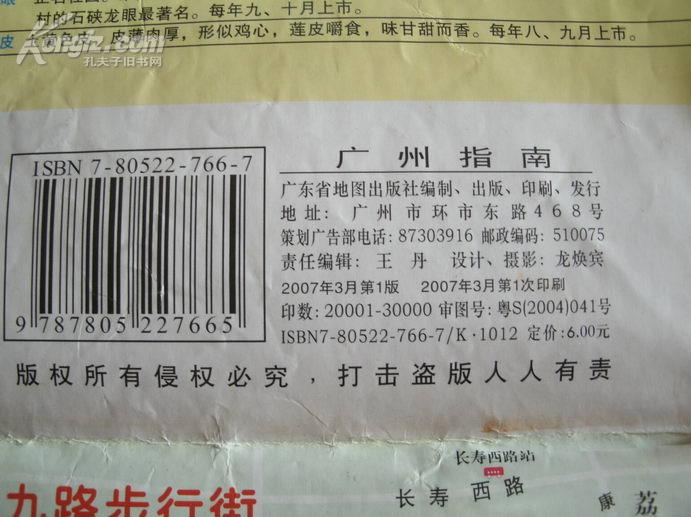 村的石硖龙眼最著名。每年九、十月上市。
皮薄肉厚，形似鸡心，莲皮嚼食，味甘甜而香。每年八、九月上市。
Kongfz.com
孔夫子旧书网
ISBN 7-80522-766-7
9 787805 227665
广州指南
广东省地图出版社编制、出版、印刷、发行
地址：广州市环市东路468号
策划广告部电话：87303916 邮政编码：510075
责任编辑：王丹 设计、摄影：龙焕宾
2007年3月第1版 2007年3月第1次印刷
印数：20001-30000 审图号：粤S(2004)041号
ISBN7-80522-766-7/K·1012 定价：6.00元
版权所有侵权必究，打击盗版人人有责
长寿西路站
长寿西路
康
荔
九路步行街